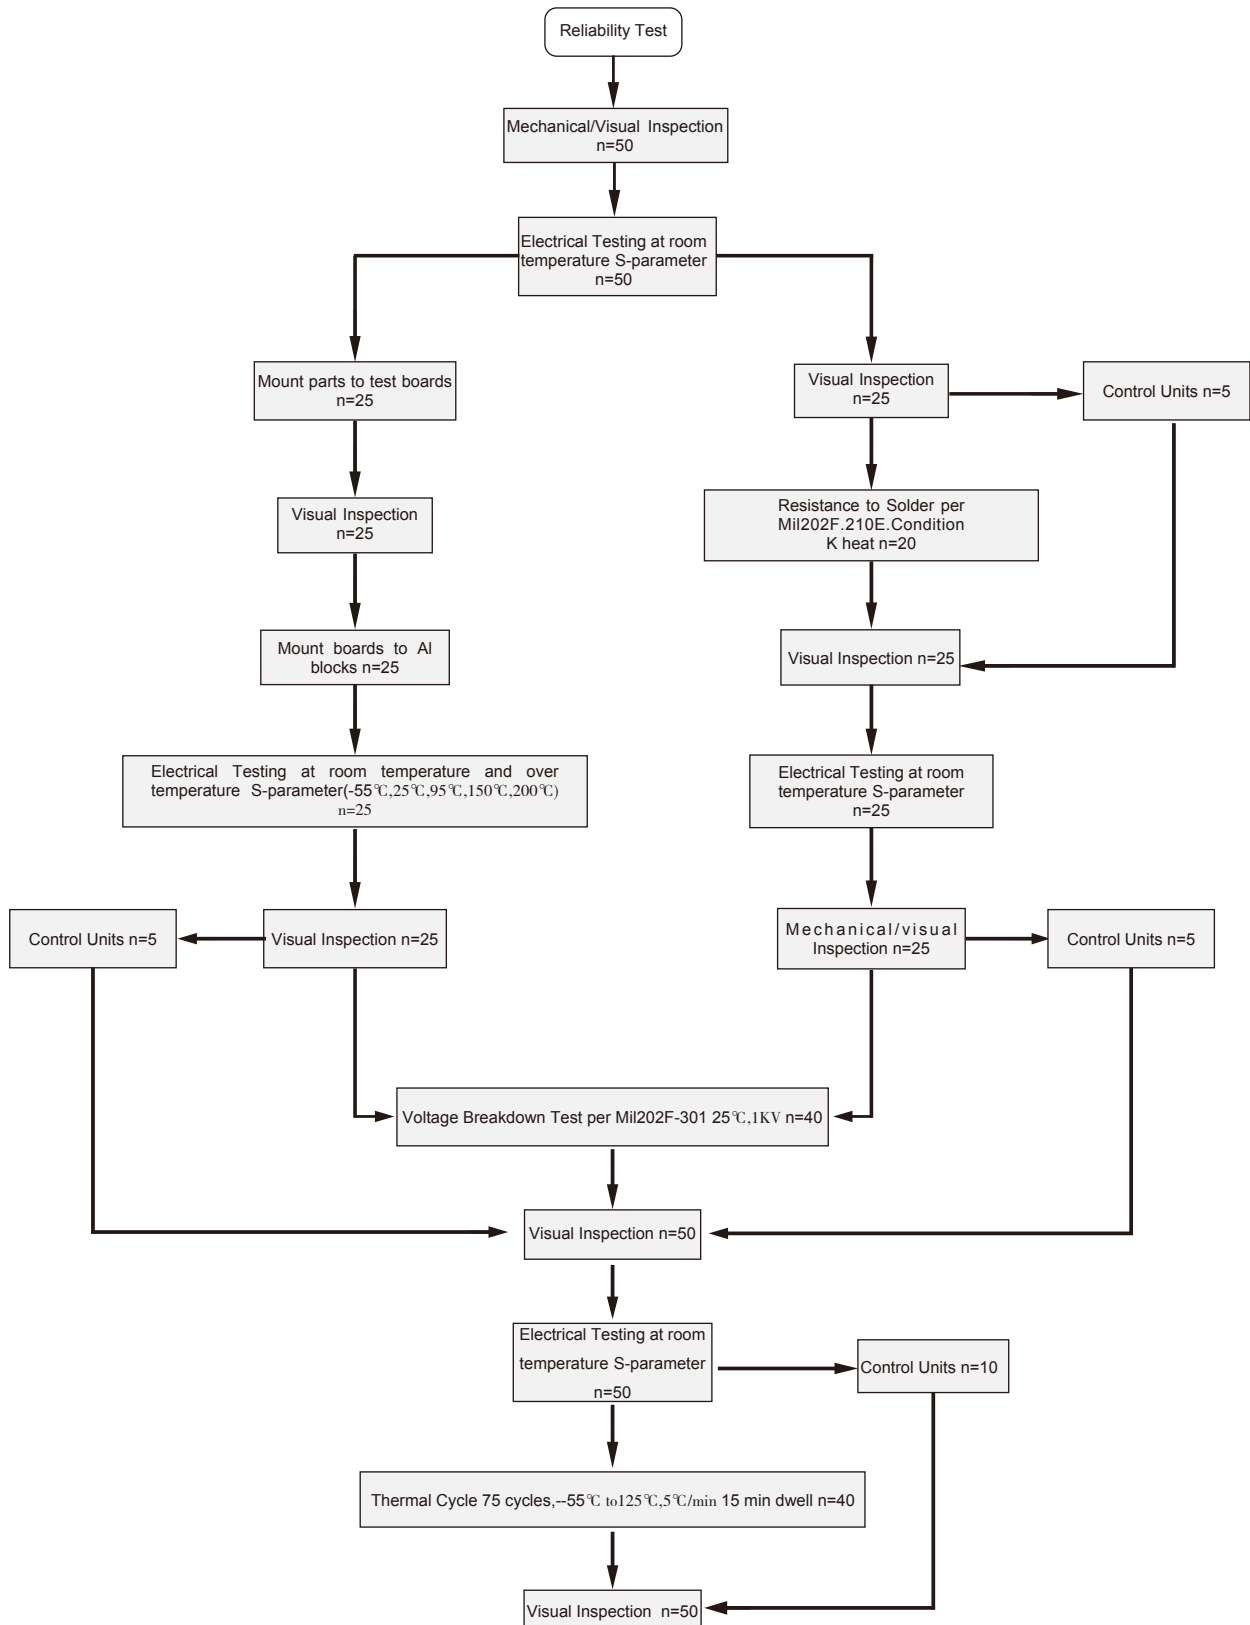 Reliability Test
Mechanical/Visual Inspection
n=50
Electrical Testing at room
temperature S-parameter
n=50
Mount parts to test boards
n=25
Visual Inspection
n=25
Control Units n=5
Visual Inspection
n=25
Resistance to Solder per
Mil202F.210E.Condition
K heat n=20
Mount boards to Al
blocks n=25
Visual Inspection n=25
Electrical Testing at room temperature and over
temperature S-parameter(-55℃,25℃,95℃,150℃,200℃)
n=25
Electrical Testing at room
temperature S-parameter
n=25
Control Units n=5
Visual Inspection n=25
Mechanical/visual
Inspection n=25
Control Units n=5
Voltage Breakdown Test per Mil202F-301 25℃,1KV n=40
Visual Inspection n=50
Electrical Testing at room
temperature S-parameter
n=50
Control Units n=10
Thermal Cycle 75 cycles,--55℃ to125℃,5℃/min 15 min dwell n=40
Visual Inspection n=50